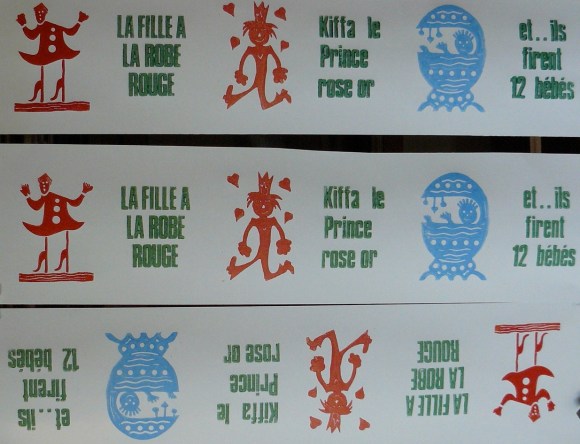 LA FILLE A
LA ROBE
ROUGE
Kiffa le
Prince
rose or
et..ils
firent
12 bébés
LA FILLE A
LA ROBE
ROUGE
Kiffa le
Prince
rose or
et..ils
firent
12 bébés
LA FILLE A
LA ROBE
ROUGE
Kiffa le
Prince
rose or
et..ils
firent
12 bébés